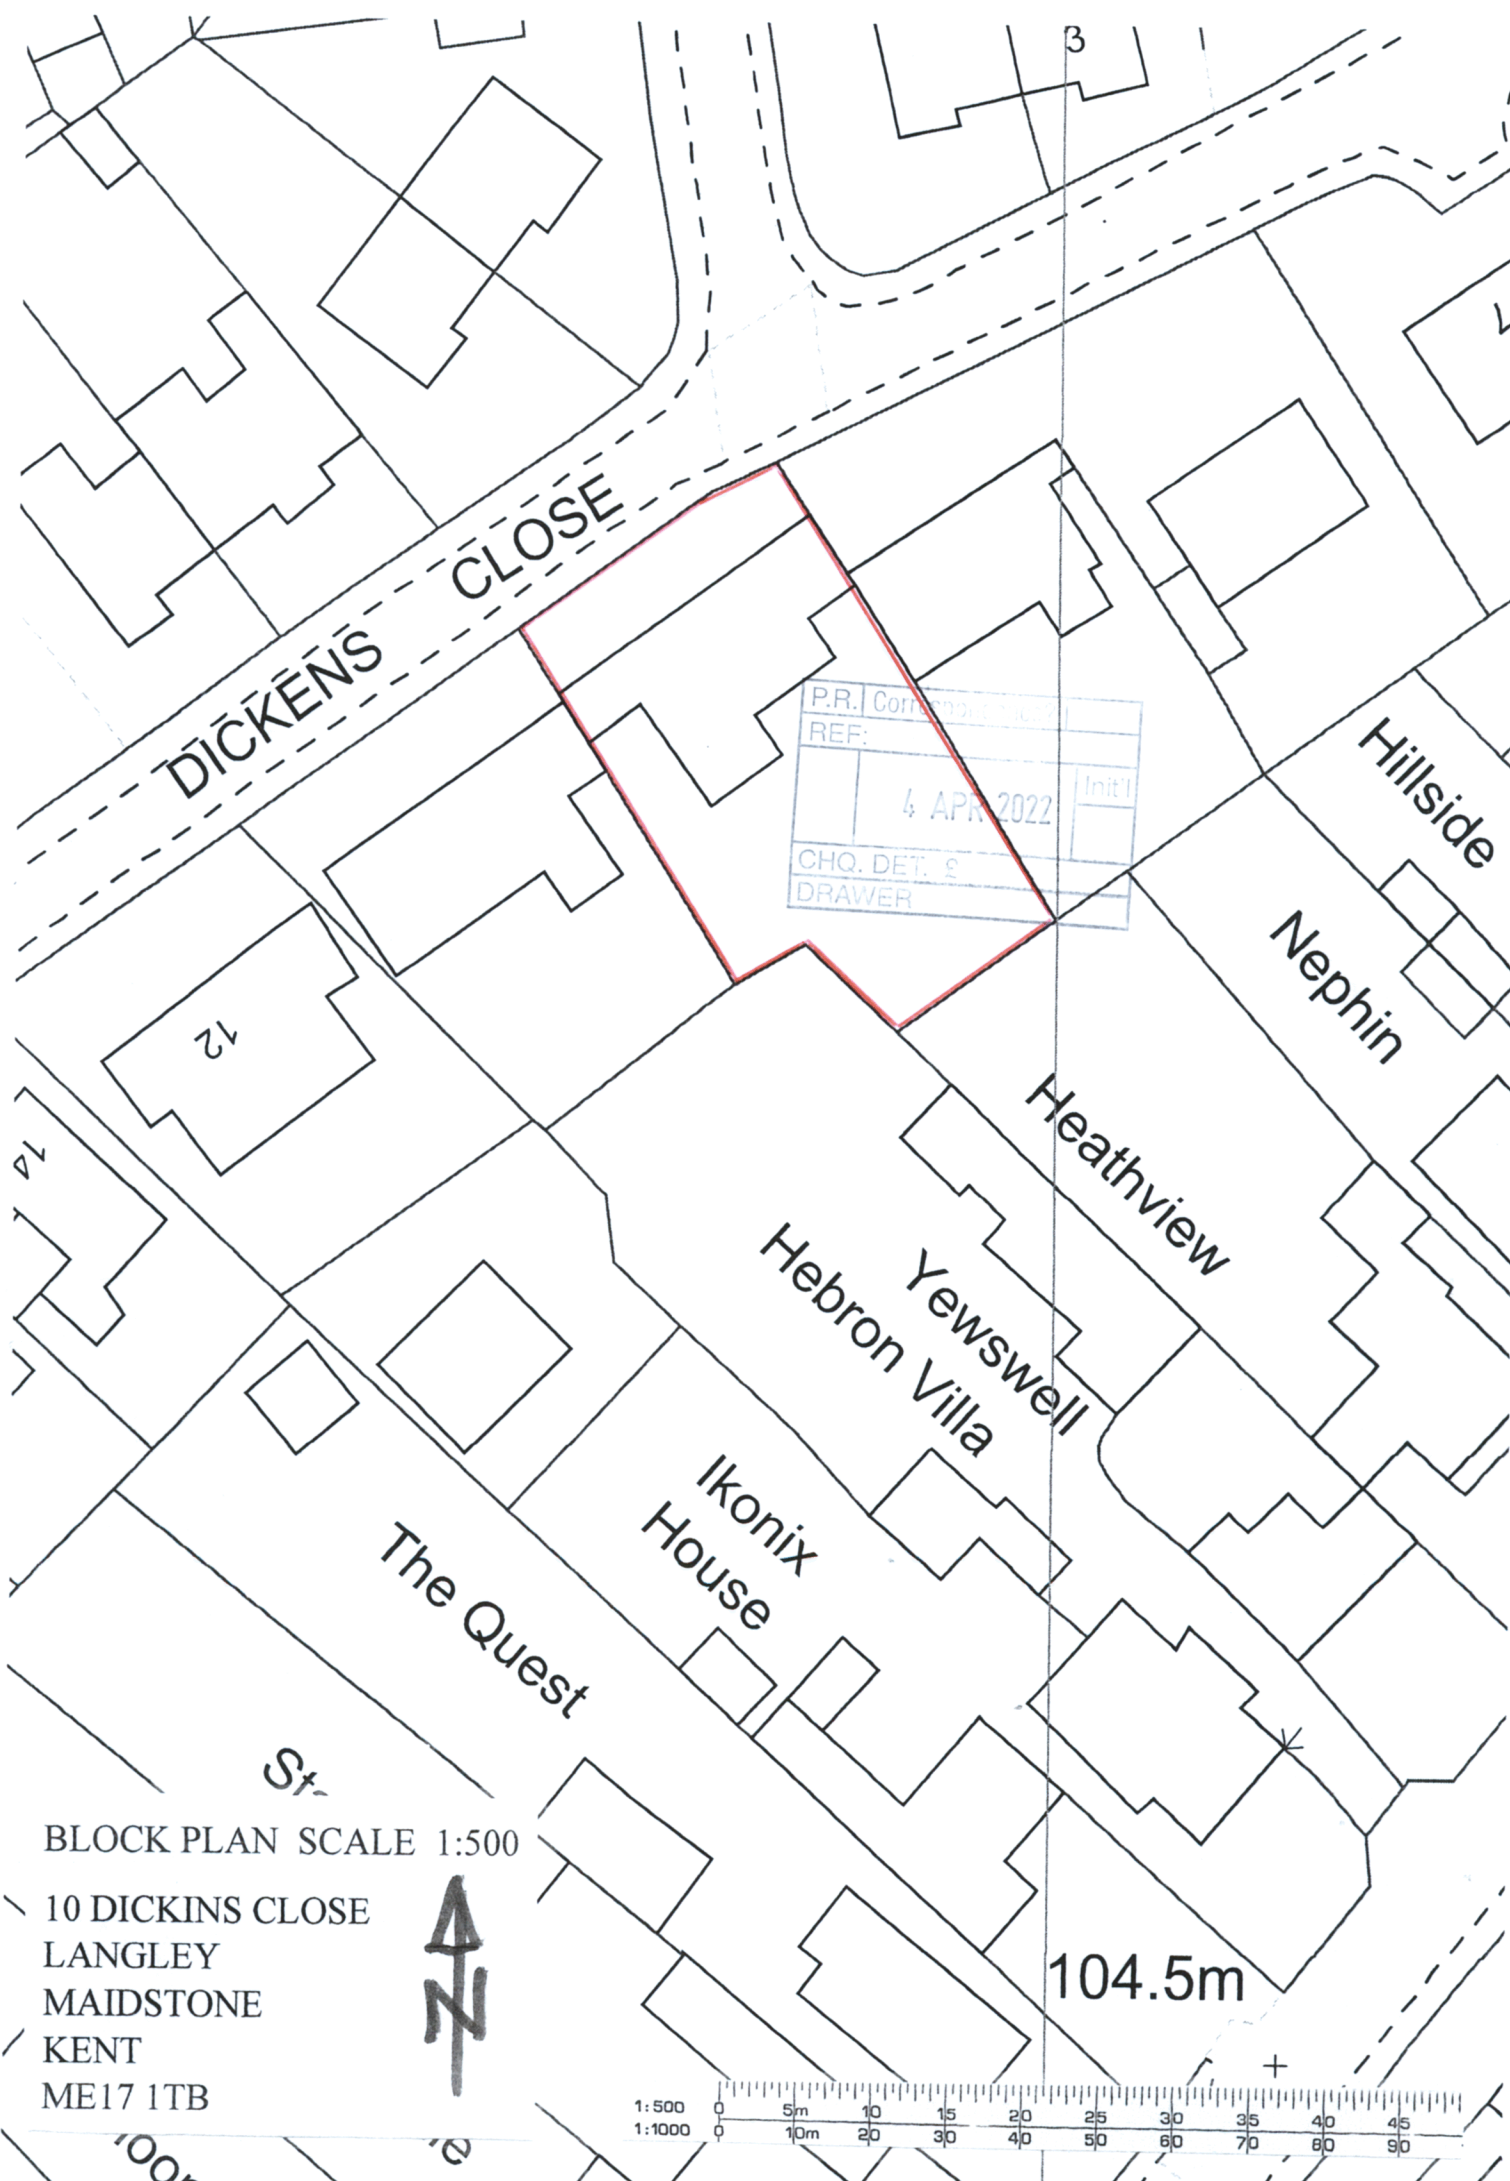 3
DICKENS CLOSE
P.R.
REF:
Init'l
4 APR 2022
CHQ. DET. £
DRAWER
Hillside
Nephin
12
14
Heathview
Yewswell
Hebron Villa
Ikonix
House
The Quest
BLOCK PLAN SCALE 1:500
10 DICKINS CLOSE
LANGLEY
MAIDSTONE
KENT
ME17 1TB
N
104.5m
1:500 0 5m 10 15 20 25 30 35 40 45
1:1000 0 10m 20 30 40 50 60 70 80 90